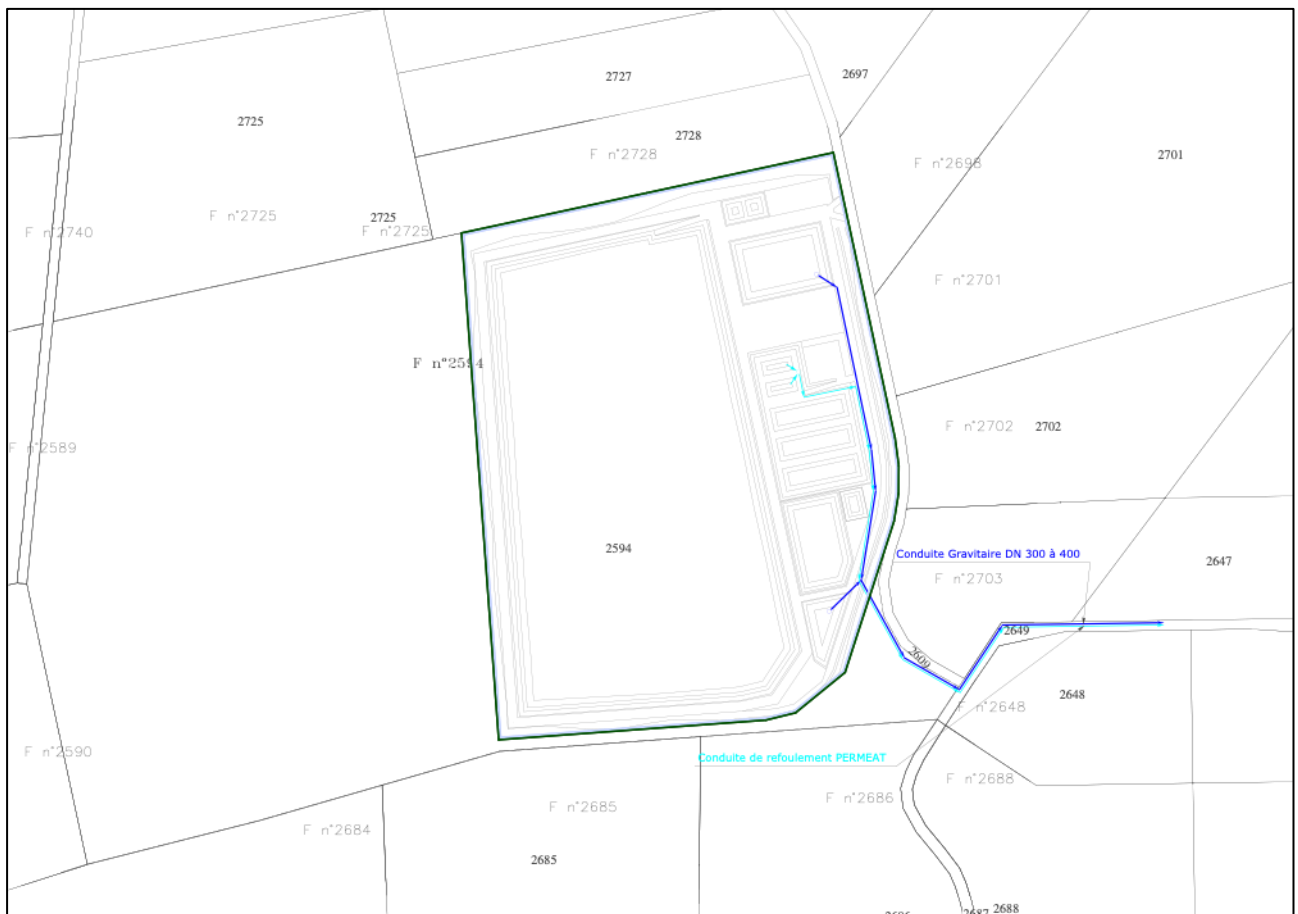 2727
2697
2725
2728
F n°2728
2701
F n°2698
F n°2725
2725
F n°2725
F n°2740
F n°2701
F n°2594
F n°2702
2702
F n°2589
2594
Conduite Gravitaire DN 300 à 400
2647
F n°2703
2649
2609
2648
F n°2648
F n°2590
Conduite de refoulement PERMEAT
F n°2688
F n°2686
F n°2685
F n°2684
2685
2688
2687